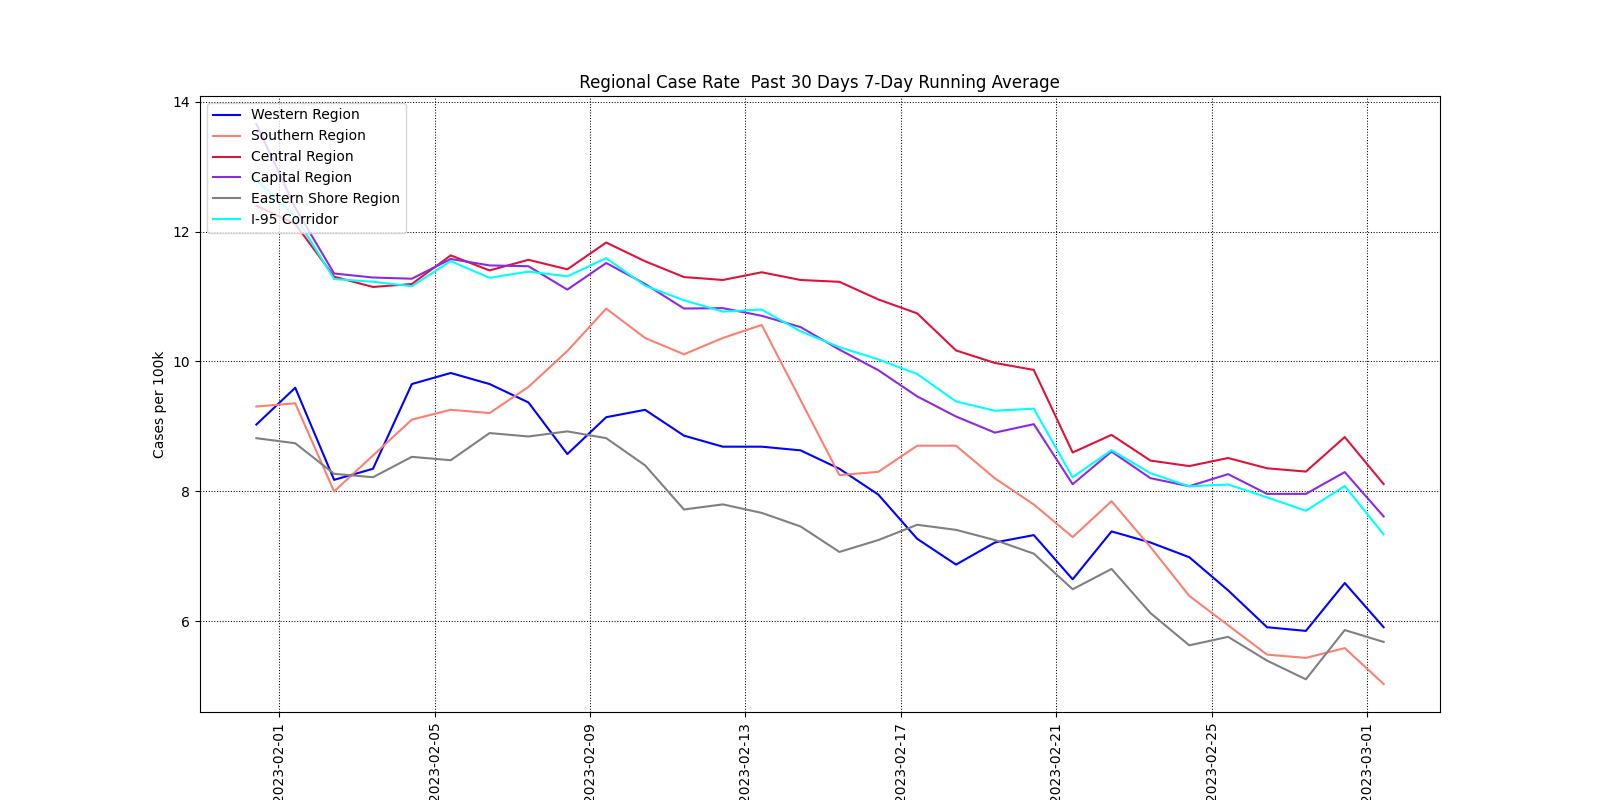 Regional Case Rate  Past 30 Days 7-Day Running Average
14
12
10
8
6
Cases per 100k
Western Region
Southern Region
Central Region
Capital Region
Eastern Shore Region
I-95 Corridor
2023-02-01
2023-02-05
2023-02-09
2023-02-13
2023-02-17
2023-02-21
2023-02-25
2023-03-01